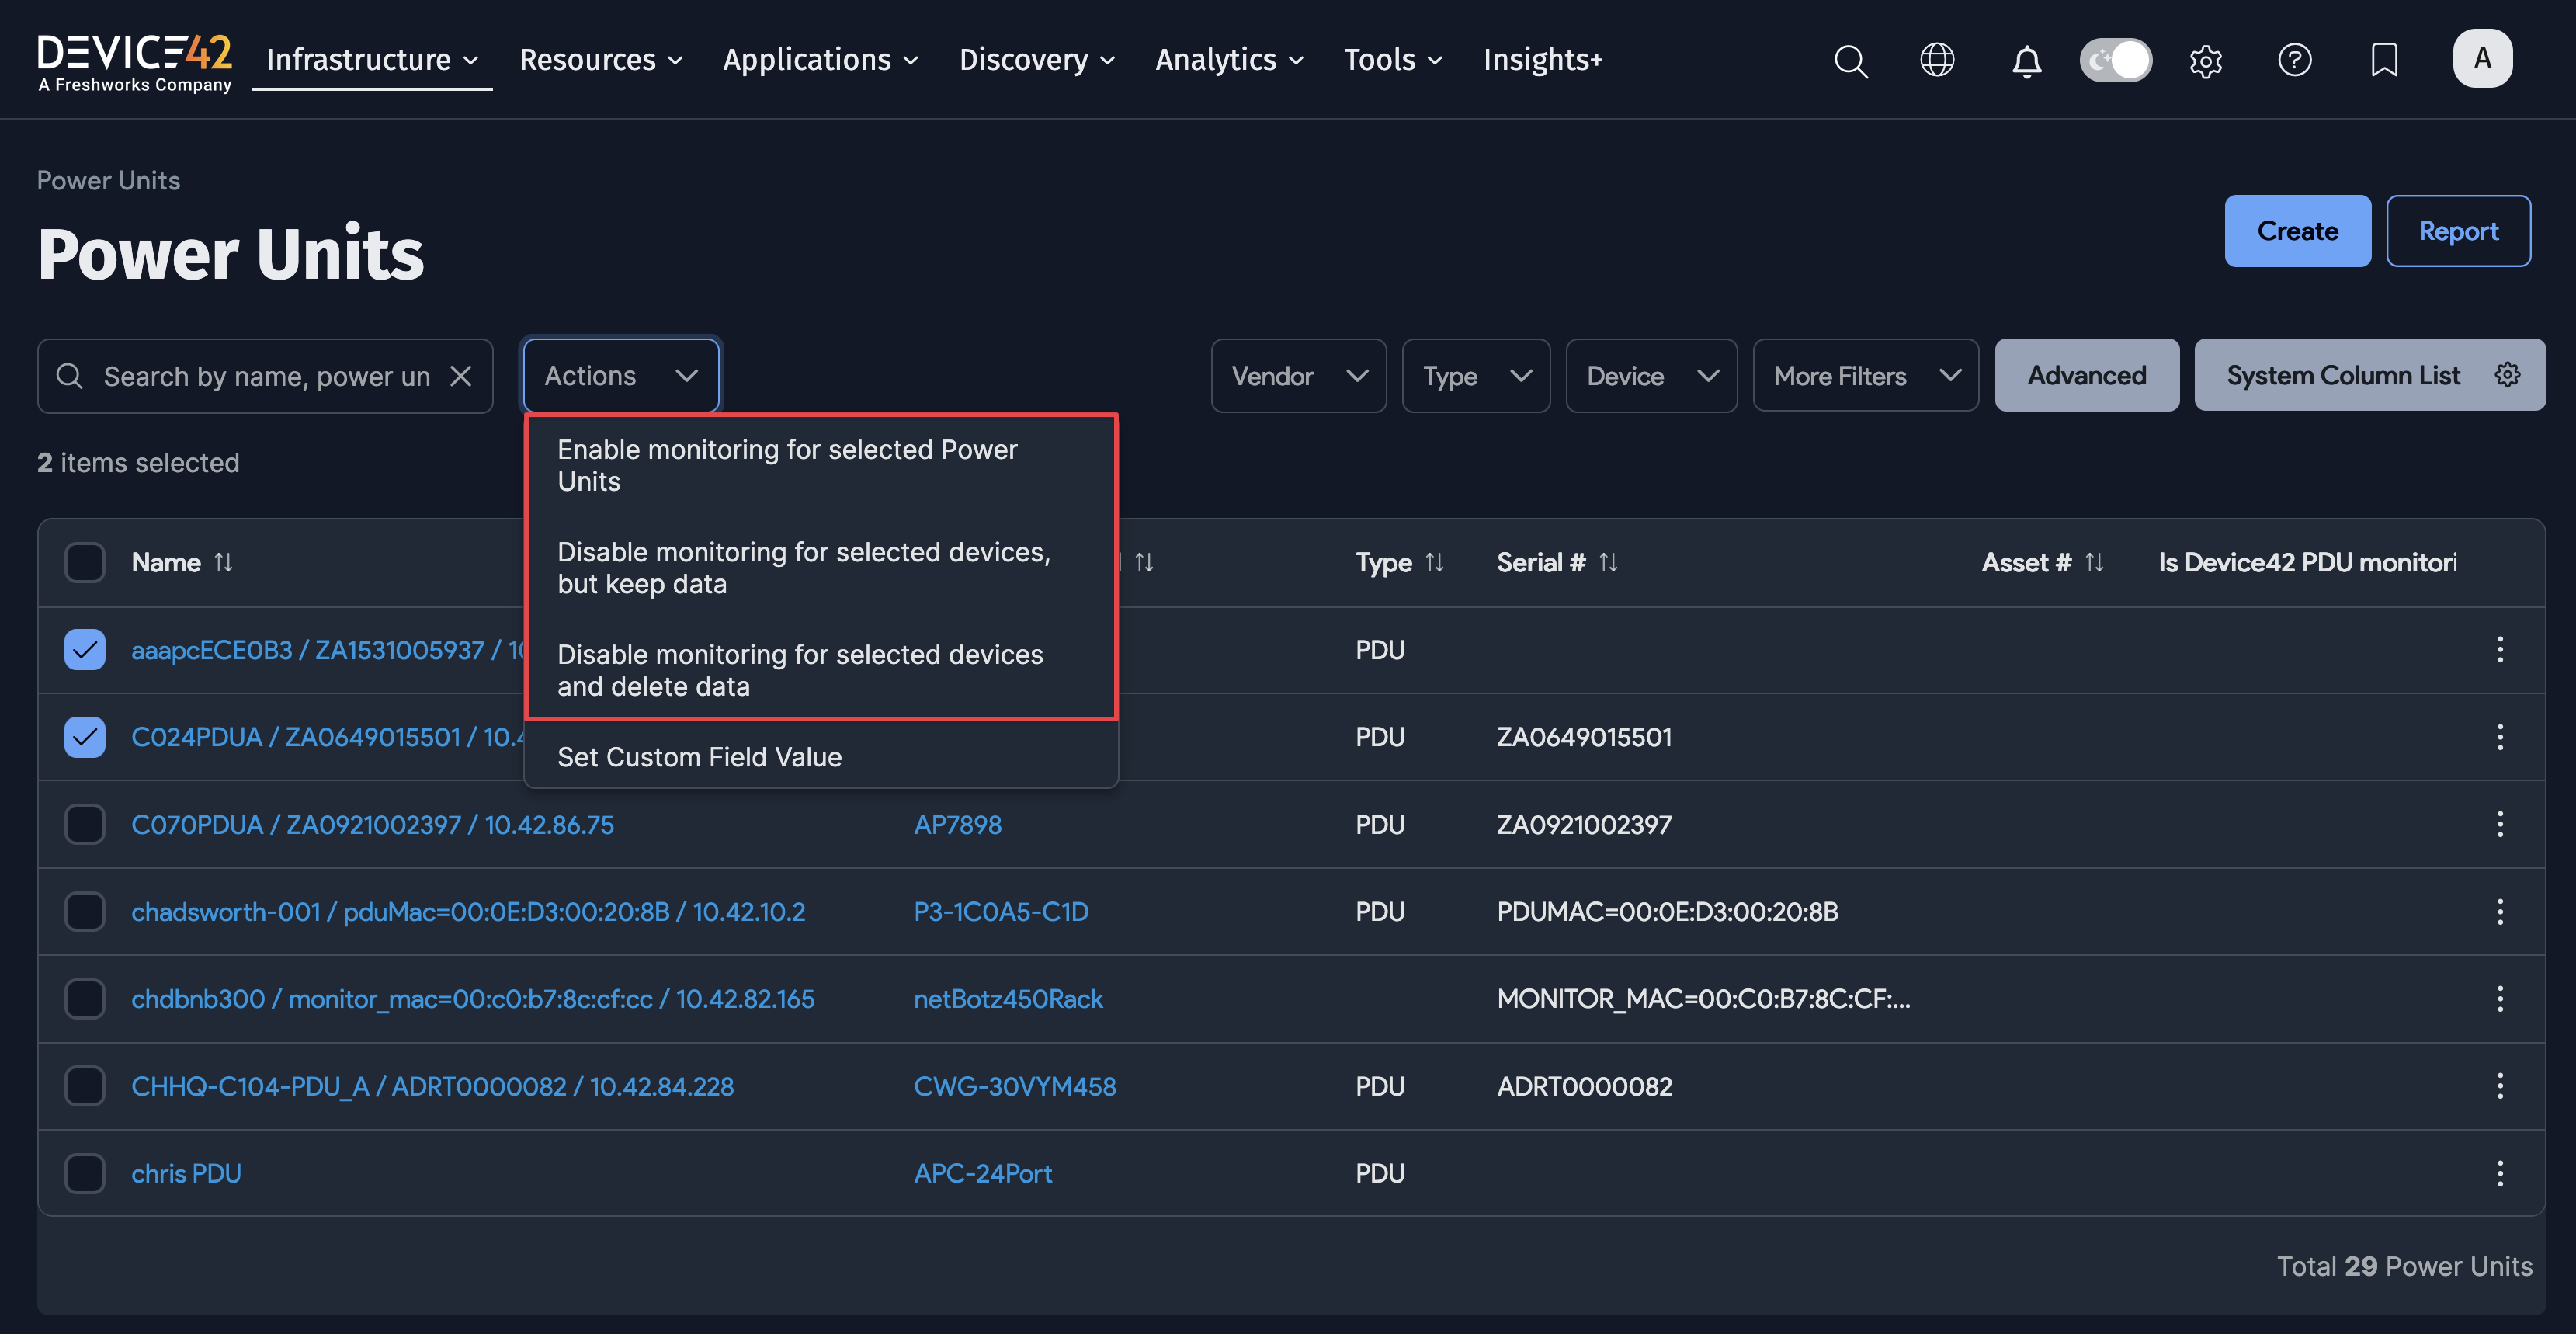 DEVICE42
A Freshworks Company
Infrastructure Resources Applications Discovery Analytics Tools Insights+
A
Power Units
Power Units
Create Report
Search by name, power un
Actions
Vendor Type Device More Filters Advanced System Column List
2 items selected
Enable monitoring for selected Power
Units
Disable monitoring for selected devices,
but keep data
Disable monitoring for selected devices
and delete data
Set Custom Field Value
Name Type Serial # Asset # Is Device42 PDU monitori
aaapcECE0B3 / ZA1531005937 / 10 PDU
C024PDUA / ZA0649015501 / 10.4 PDU ZA0649015501
C070PDUA / ZA0921002397 / 10.42.86.75 AP7898 PDU ZA0921002397
chadsworth-001 / pduMac=00:0E:D3:00:20:8B / 10.42.10.2 P3-1C0A5-C1D PDU PDUMAC=00:0E:D3:00:20:8B
chdbnb300 / monitor_mac=00:c0:b7:8c:cf:cc / 10.42.82.165 netBotz450Rack MONITOR_MAC=00:C0:B7:8C:CF:...
CHHQ-C104-PDU_A / ADRT0000082 / 10.42.84.228 CWG-30VYM458 PDU ADRT0000082
chris PDU APC-24Port PDU
Total 29 Power Units